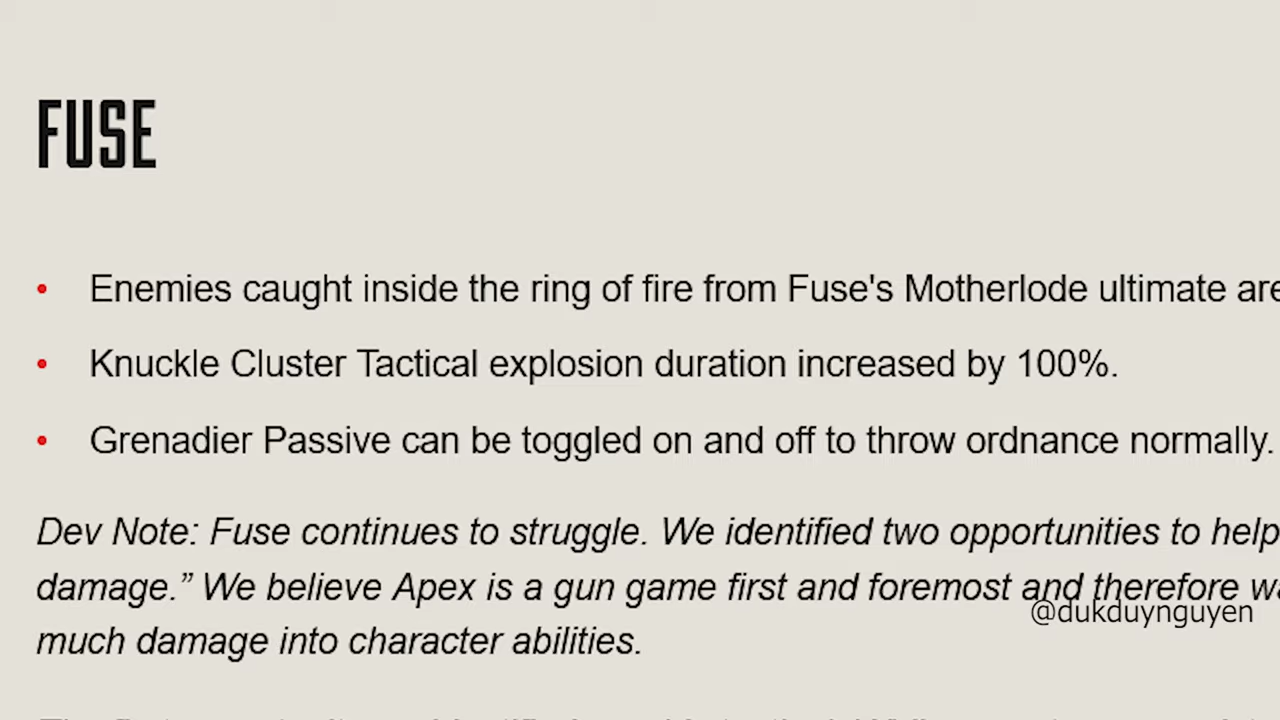 FUSE
• Enemies caught inside the ring of fire from Fuse's Motherlode ultimate are
• Knuckle Cluster Tactical explosion duration increased by 100%.
• Grenadier Passive can be toggled on and off to throw ordnance normally.
Dev Note: Fuse continues to struggle. We identified two opportunities to help
damage.” We believe Apex is a gun game first and foremost and therefore
@dukduynguyen
much damage into character abilities.